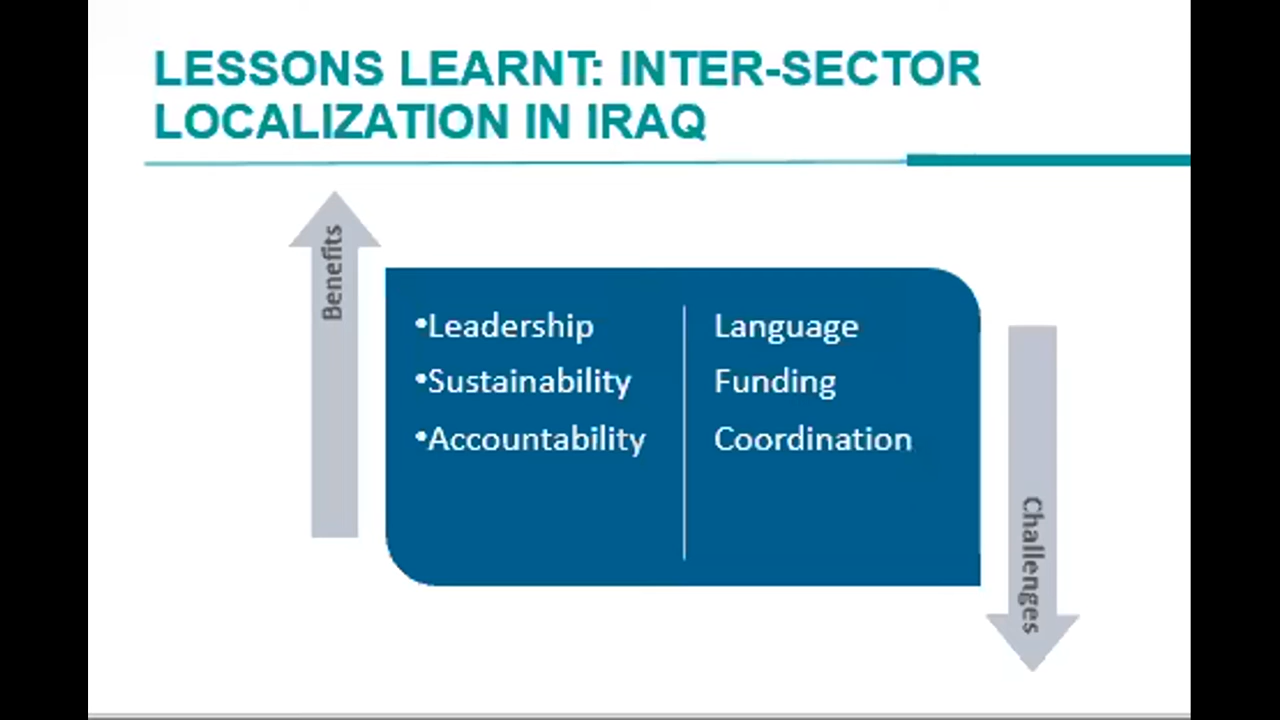 LESSONS LEARNT: INTER-SECTOR
LOCALIZATION IN IRAQ
Benefits
•Leadership
•Sustainability
•Accountability
Language
Funding
Coordination
Challenges